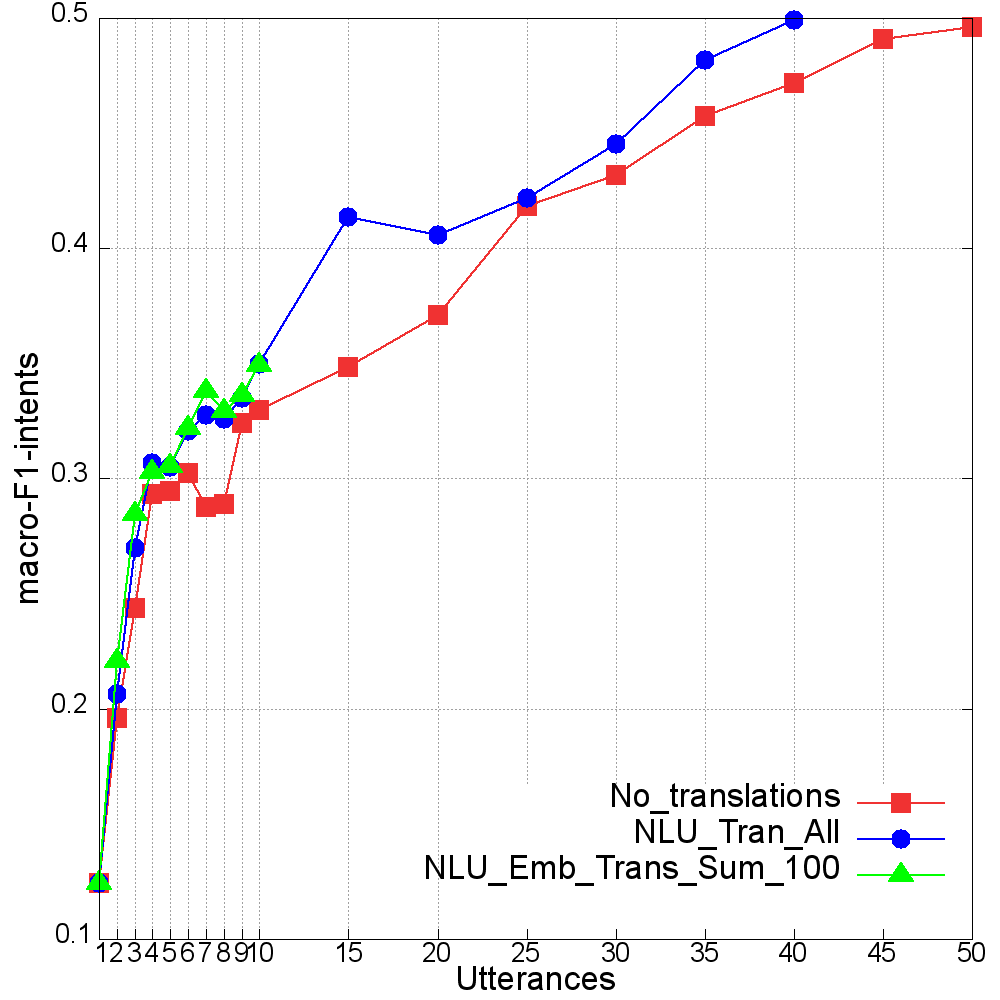 0.5
0.4
0.3
0.2
0.1
macro-F1-intents
No_translations
NLU_Tran_All
NLU_Emb_Trans_Sum_100
1 2 3 4 5 6 7 8 9 10 15 20 25 30 35 40 45 50
Utterances